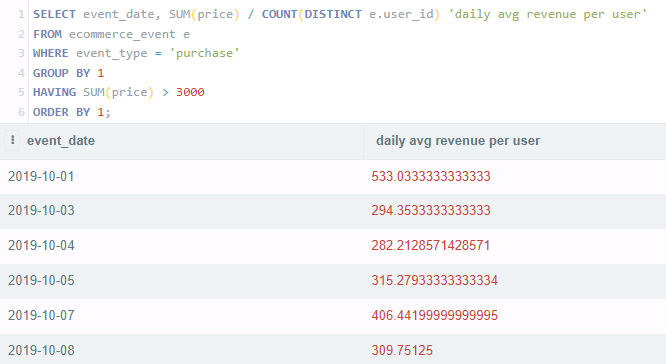 1 SELECT event_date, SUM(price) / COUNT(DISTINCT e.user_id) 'daily avg revenue per user'
2 FROM ecommerce_event e
3 WHERE event_type = 'purchase'
4 GROUP BY 1
5 HAVING SUM(price) > 3000
6 ORDER BY 1;
event_date daily avg revenue per user
2019-10-01 533.0333333333333
2019-10-03 294.3533333333333
2019-10-04 282.2128571428571
2019-10-05 315.27933333333334
2019-10-07 406.44199999999995
2019-10-08 309.75125